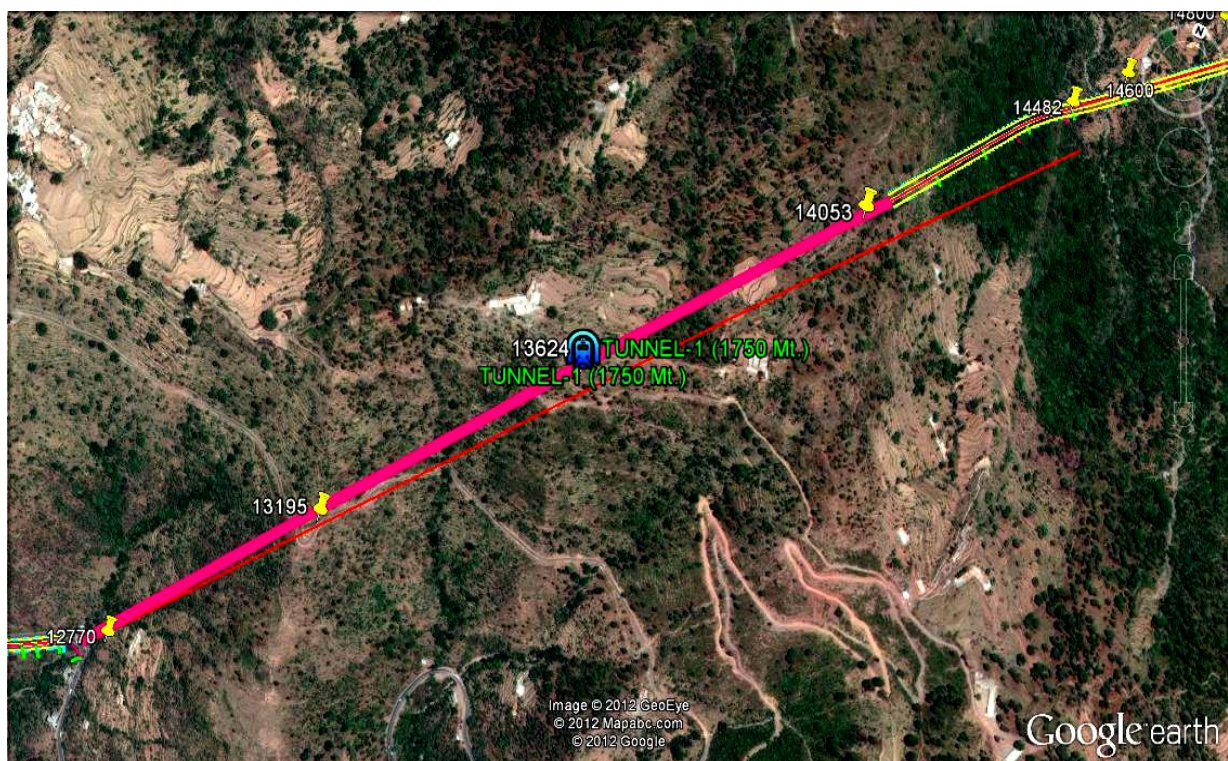 14800
N
14600
14482
14053
13624
TUNNEL-1 (1750 Mt.)
TUNNEL-1 (1750 Mt.)
13195
12770
Image © 2012 GeoEye
© 2012 Mapabc.com
© 2012 Google
Google earth